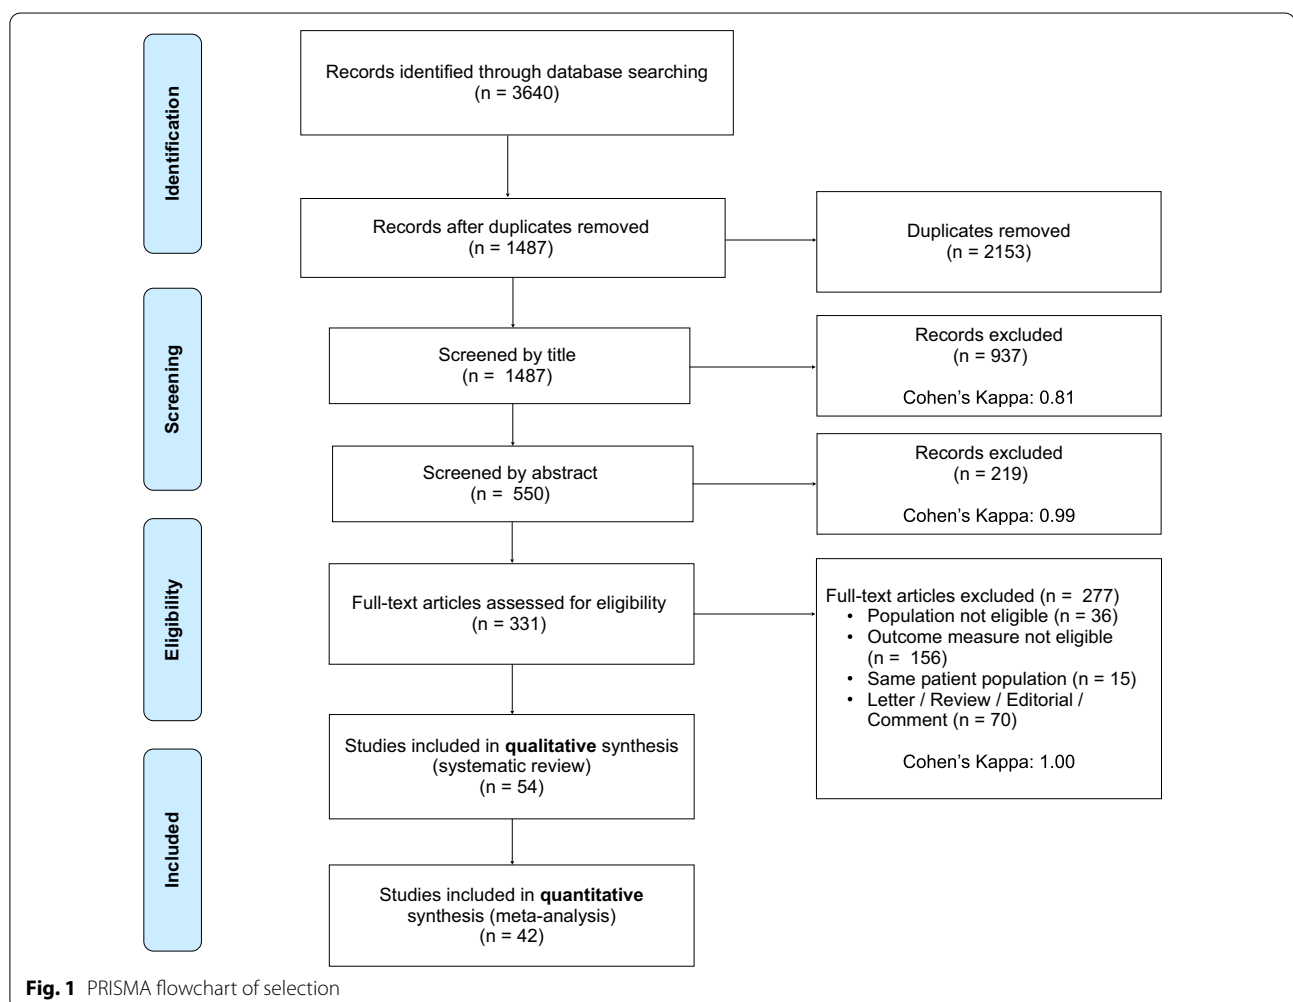 Identification
Records identified through database searching
(n = 3640)
Records after duplicates removed
(n = 1487)
Duplicates removed
(n = 2153)
Screening
Screened by title
(n = 1487)
Records excluded
(n = 937)
Cohen's Kappa: 0.81
Screened by abstract
(n = 550)
Records excluded
(n = 219)
Cohen's Kappa: 0.99
Eligibility
Full-text articles assessed for eligibility
(n = 331)
Full-text articles excluded (n = 277)
• Population not eligible (n = 36)
• Outcome measure not eligible
(n = 156)
• Same patient population (n = 15)
• Letter / Review / Editorial /
Comment (n = 70)
Cohen's Kappa: 1.00
Included
Studies included in qualitative synthesis
(systematic review)
(n = 54)
Studies included in quantitative
synthesis (meta-analysis)
(n = 42)
Fig. 1 PRISMA flowchart of selection